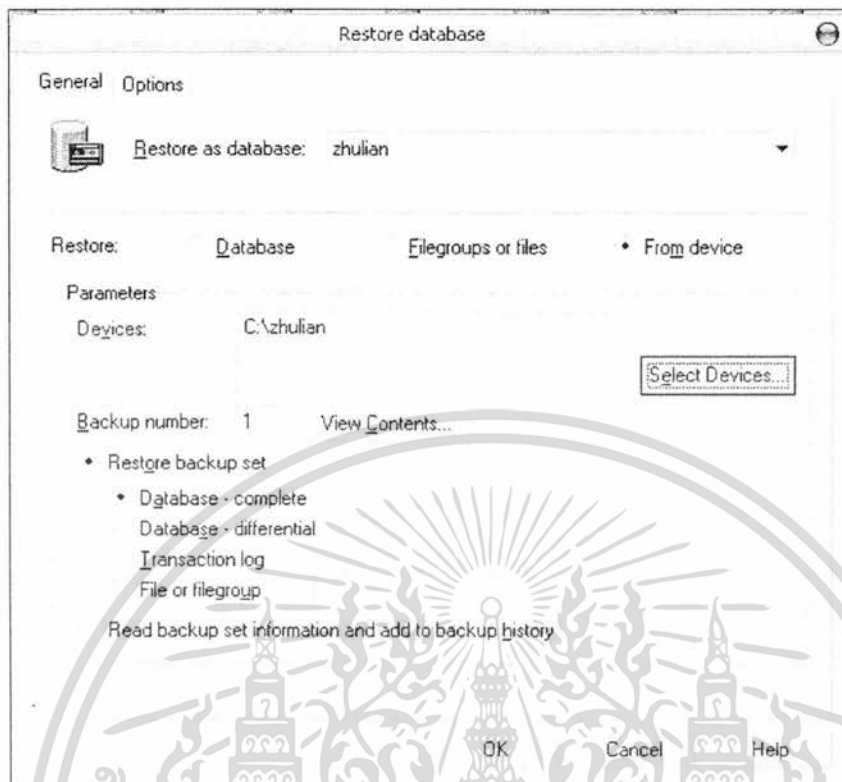 Restore database
General Options
Restore as database: zhulian
Restore: Database Filegroups or files From device
Parameters
Devices: C:\zhulian
Select Devices...
Backup number: 1 View Contents...
Restore backup set
Database - complete
Database - differential
Transaction log
File or filegroup
Read backup set information and add to backup history
OK Cancel Help